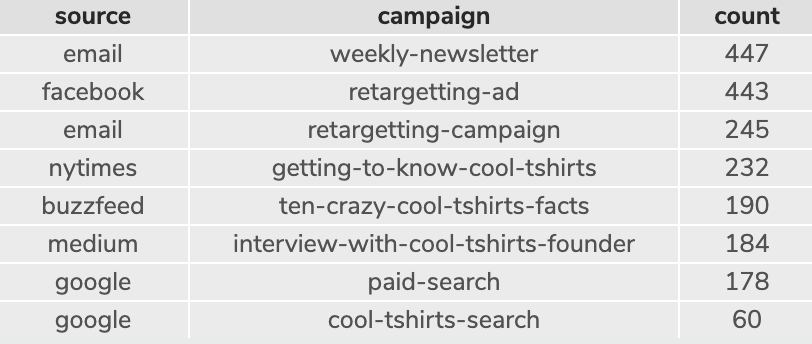 source campaign count
email weekly-newsletter 447
facebook retargetting-ad 443
email retargetting-campaign 245
nytimes getting-to-know-cool-tshirts 232
buzzfeed ten-crazy-cool-tshirts-facts 190
medium interview-with-cool-tshirts-founder 184
google paid-search 178
google cool-tshirts-search 60